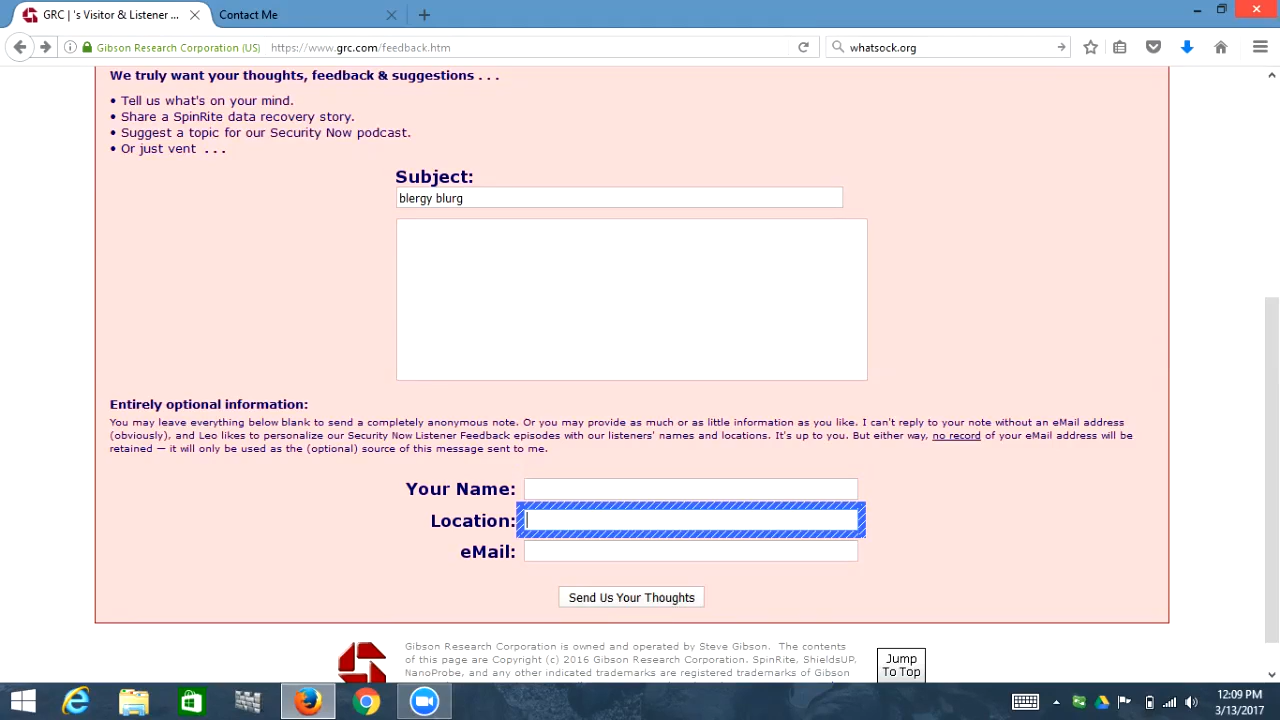 GRC | 's Visitor & Listener ...
Contact Me
Gibson Research Corporation (US)
https://www.grc.com/feedback.htm
whatsock.org
We truly want your thoughts, feedback & suggestions . . .
• Tell us what's on your mind.
• Share a SpinRite data recovery story.
• Suggest a topic for our Security Now podcast.
• Or just vent . . .
Subject:
blergy blurg
Entirely optional information:
You may leave everything below blank to send a completely anonymous note. Or you may provide as much or as little information as you like. I can't reply to your note without an eMail address
(obviously), and Leo likes to personalize our Security Now Listener Feedback episodes with our listeners' names and locations. It's up to you. But either way, no record of your eMail address will be
retained — it will only be used as the (optional) source of this message sent to me.
Your Name:
Location:
eMail:
Send Us Your Thoughts
Gibson Research Corporation is owned and operated by Steve Gibson. The contents
of this page are Copyright (c) 2016 Gibson Research Corporation. SpinRite, ShieldsUP,
NanoProbe, and any other indicated trademarks are registered trademarks of Gibson
Jump
To Top
12:09 PM
3/13/2017